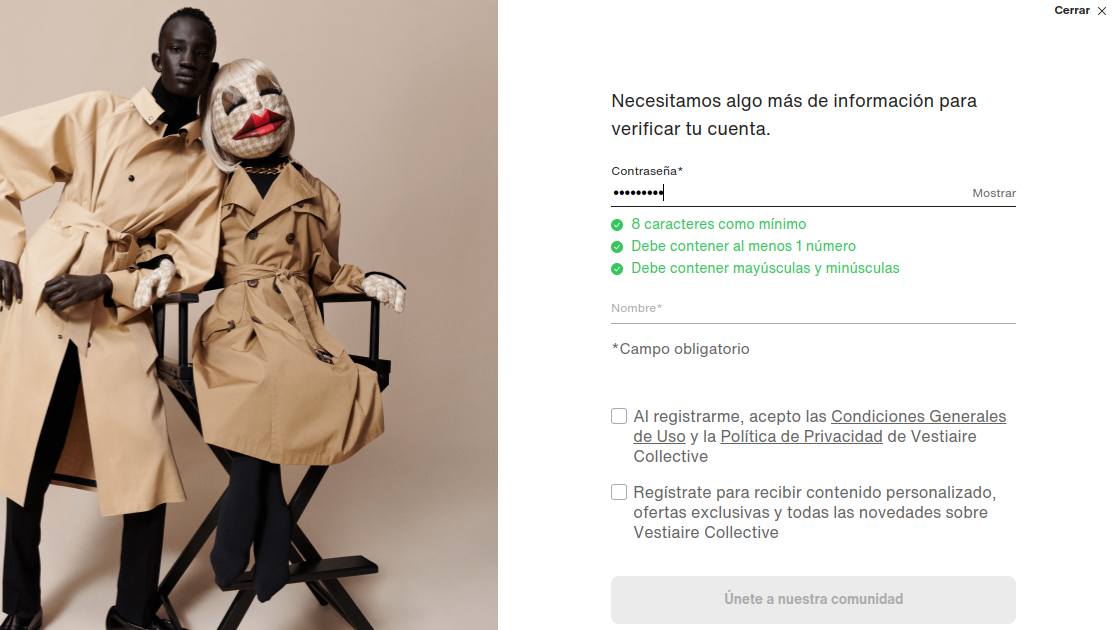 Cerrar
Necesitamos algo más de información para
verificar tu cuenta.
Contraseña*
•••••••••
Mostrar
8 caracteres como mínimo
Debe contener al menos 1 número
Debe contener mayúsculas y minúsculas
Nombre*
*Campo obligatorio
Al registrarme, acepto las Condiciones Generales
de Uso y la Política de Privacidad de Vestiaire
Collective
Regístrate para recibir contenido personalizado,
ofertas exclusivas y todas las novedades sobre
Vestiaire Collective
Únete a nuestra comunidad